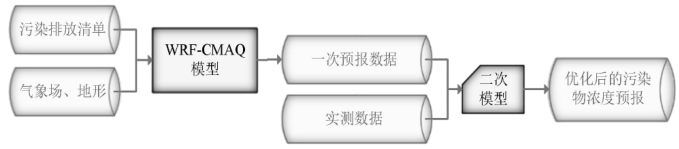 污染排放清单
气象场、地形
WRF-CMAQ
模型
一次预报数据
实测数据
二次
模型
优化后的污染
物浓度预报